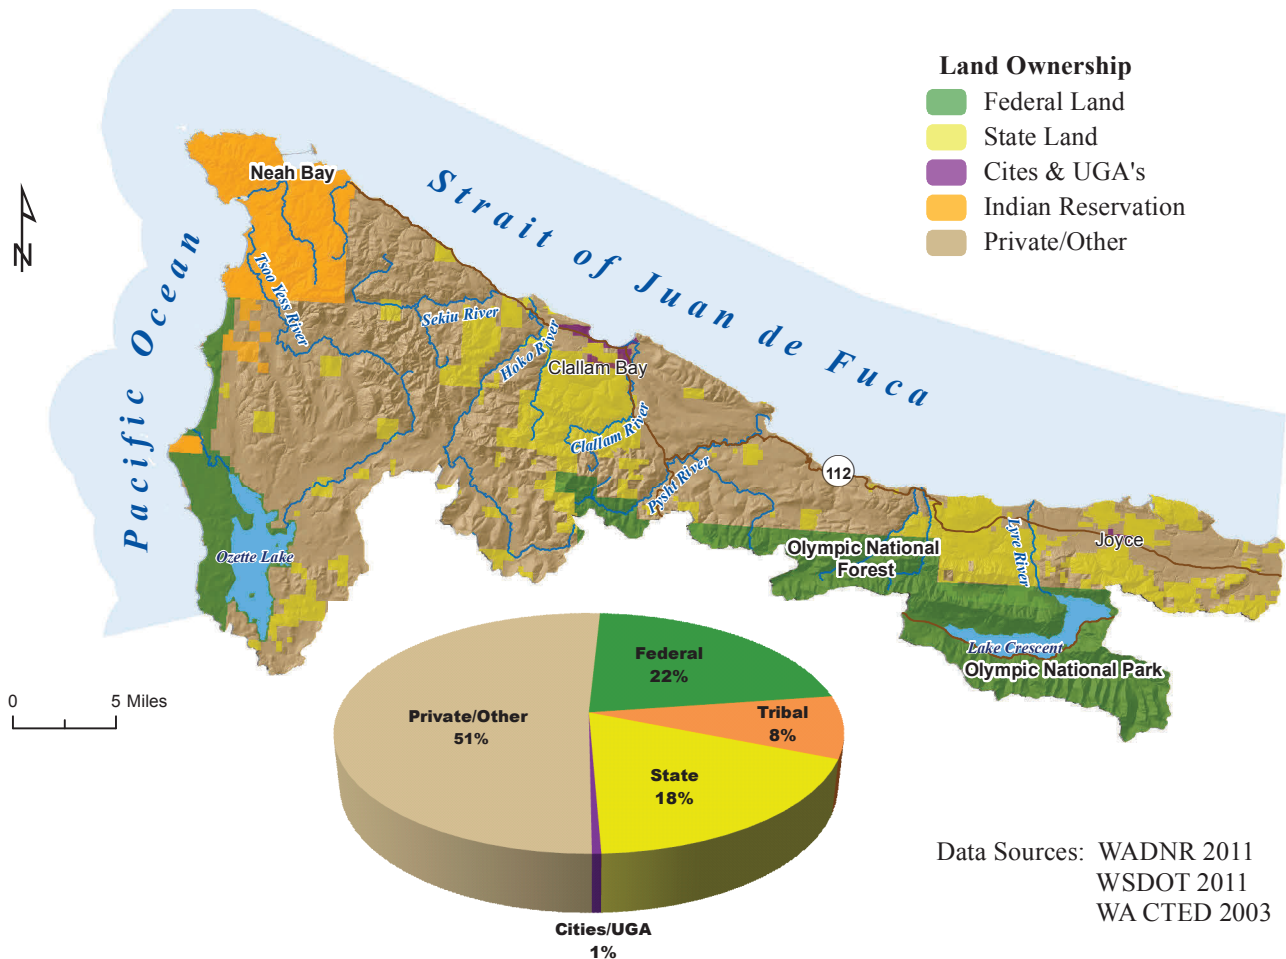 Land Ownership
Federal Land
State Land
Cites & UGA's
Indian Reservation
Private/Other
Neah Bay
Strait of Juan de Fuca
Pacific Ocean
N
Tsoo Yess River
Sekiu River
Hoko River
Clallam Bay
Clallam River
Pysht River
112
Ozette Lake
Olympic National
Forest
Lyre River
Joyce
Lake Crescent
Olympic National Park
0 5 Miles
Federal
22%
Tribal
8%
Private/Other
51%
State
18%
Cities/UGA
1%
Data Sources: WADNR 2011
WSDOT 2011
WA CTED 2003